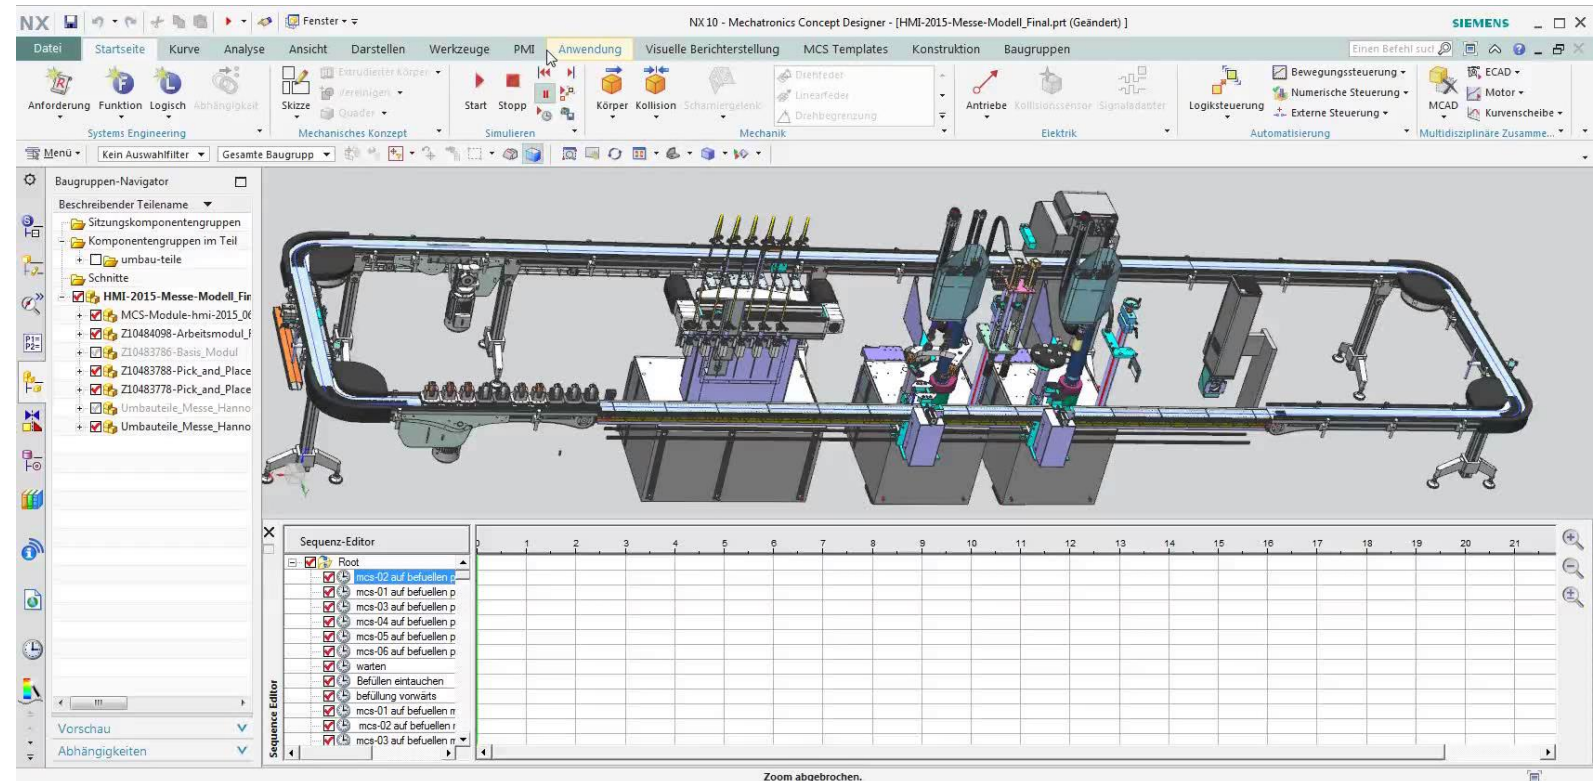 NX Fenster NX 10 - Mechatronics Concept Designer - [HMI-2015-Messe-Modell_Final.prt (Geändert) ] SIEMENS
Datei Startseite Kurve Analyse Ansicht Darstellen Werkzeuge PMI Anwendung Visuelle Berichterstellung MCS Templates Konstruktion Baugruppen Einen Befehl sucl
Extrudierter Körper Drehfeder Bewegungssteuerung ECAD
Vereinigen Linearfeder Numerische Steuerung Motor
Anforderung Funktion Logisch Abhängigkeit Skizze Quader Start Stopp Körper Kollision Scharniergelenk Drehbegrenzung Antriebe Kollisionssensor Signaladapter Logiksteuerung Externe Steuerung MCAD Kurvenscheibe
Systems Engineering Mechanisches Konzept Simulieren Mechanik Elektrik Automatisierung Multidisziplinäre Zusamme...
Menü Kein Auswahlfilter Gesamte Baugrupp
Baugruppen-Navigator
Beschreibender Teilename
Sitzungskomponentengruppen
Komponentengruppen im Teil
umbau-teile
Schnitte
HMI-2015-Messe-Modell_Fin
MCS-Module-hmi-2015_06
Z10484098-Arbeitsmodul_F
Z10483786-Basis_Modul
Z10483788-Pick_and_Place
Z10483778-Pick_and_Place
Umbauteile_Messe_Hanno
Umbauteile_Messe_Hanno
Vorschau
Abhängigkeiten
Sequence Editor
Sequenz-Editor 0 1 2 3 4 5 6 7 8 9 10 11 12 13 14 15 16 17 18 19 20 21
Root
mcs-02 auf befuellen p
mcs-01 auf befuellen p
mcs-03 auf befuellen p
mcs-04 auf befuellen p
mcs-05 auf befuellen p
mcs-06 auf befuellen p
warten
Befüllen eintauchen
befüllung vorwärts
mcs-01 auf befuellen m
mcs-02 auf befuellen r
mcs-03 auf befuellen m
Zoom abgebrochen.